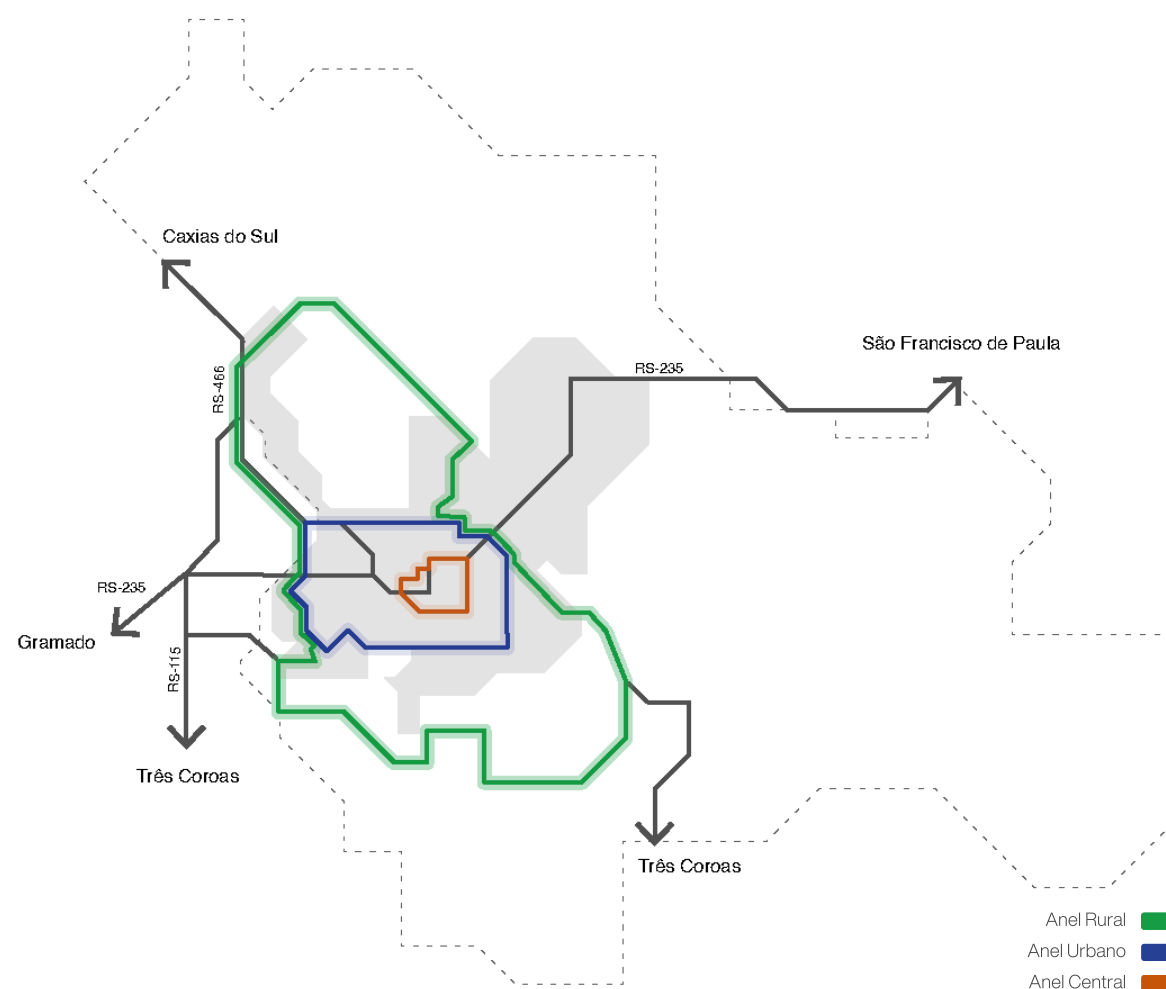 Caxias do Sul
São Francisco de Paula
RS-235
RS-466
RS-235
Gramado
RS-115
Três Coroas
Três Coroas
Anel Rural
Anel Urbano
Anel Central